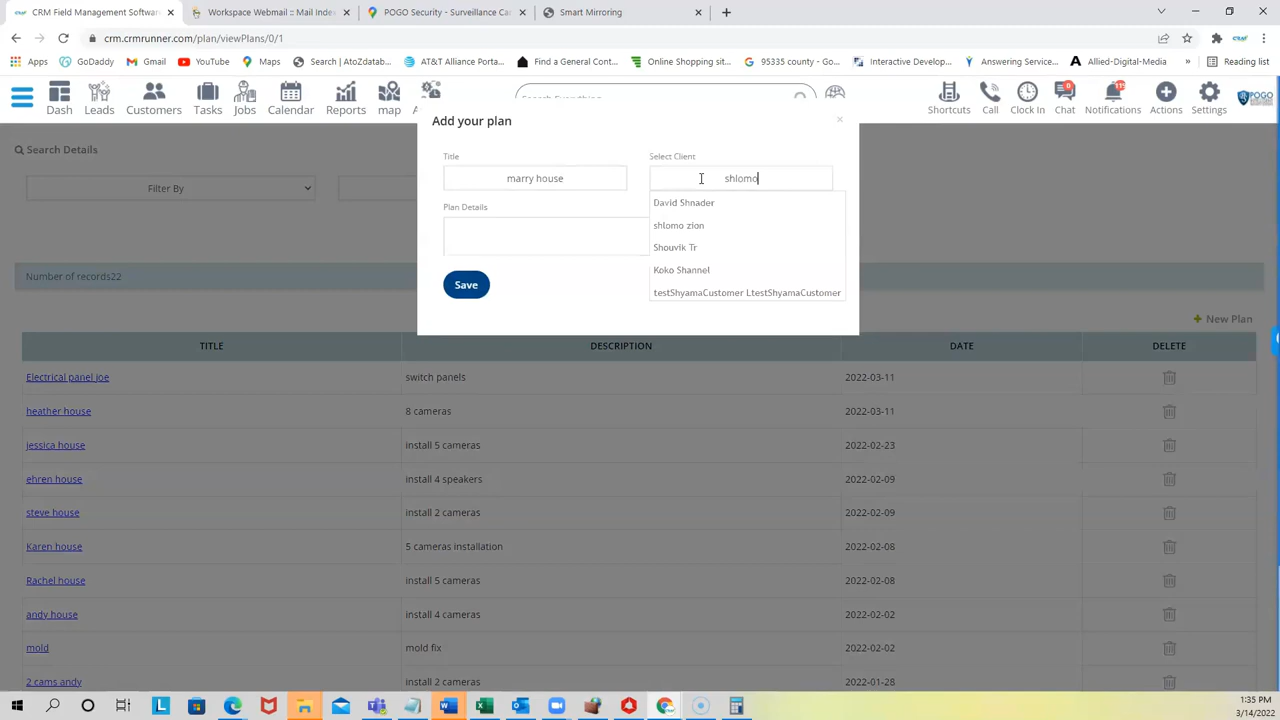 CRM Field Management Software
Workspace Webmail :: Mail Index
POGO Security - Surveillance Ca
Smart Mirroring
crm.crmrunner.com/plan/viewPlans/0/1
Apps
GoDaddy
Gmail
YouTube
Maps
Search | AtoZdatab...
AT&T Alliance Portal...
Find a General Cont...
Online Shopping sit...
95335 county - Go...
Interactive Develop...
Answering Service...
Allied-Digital-Media
»
Reading list
Dash
Leads
Customers
Tasks
Jobs
Calendar
Reports
map
Search Everything
Shortcuts
Call
Clock In
0
Chat
Notifications
Actions
Settings
POGO
Add your plan
×
Search Details
Title
Select Client
Filter By
marry house
shlomo
Plan Details
David Shnader
shlomo zion
Shouvik Tr
Koko Shannel
testShyamaCustomer LtestShyamaCustomer
Save
Number of records22
New Plan
TITLE DESCRIPTION DATE DELETE
Electrical panel joe switch panels 2022-03-11
heather house 8 cameras 2022-03-11
jessica house install 5 cameras 2022-02-23
ehren house install 4 speakers 2022-02-09
steve house install 2 cameras 2022-02-09
Karen house 5 cameras installation 2022-02-08
Rachel house install 5 cameras 2022-02-08
andy house install 4 cameras 2022-02-02
mold mold fix 2022-02-02
2 cams andy install 2 cameras 2022-01-28
1:35 PM
3/14/2022